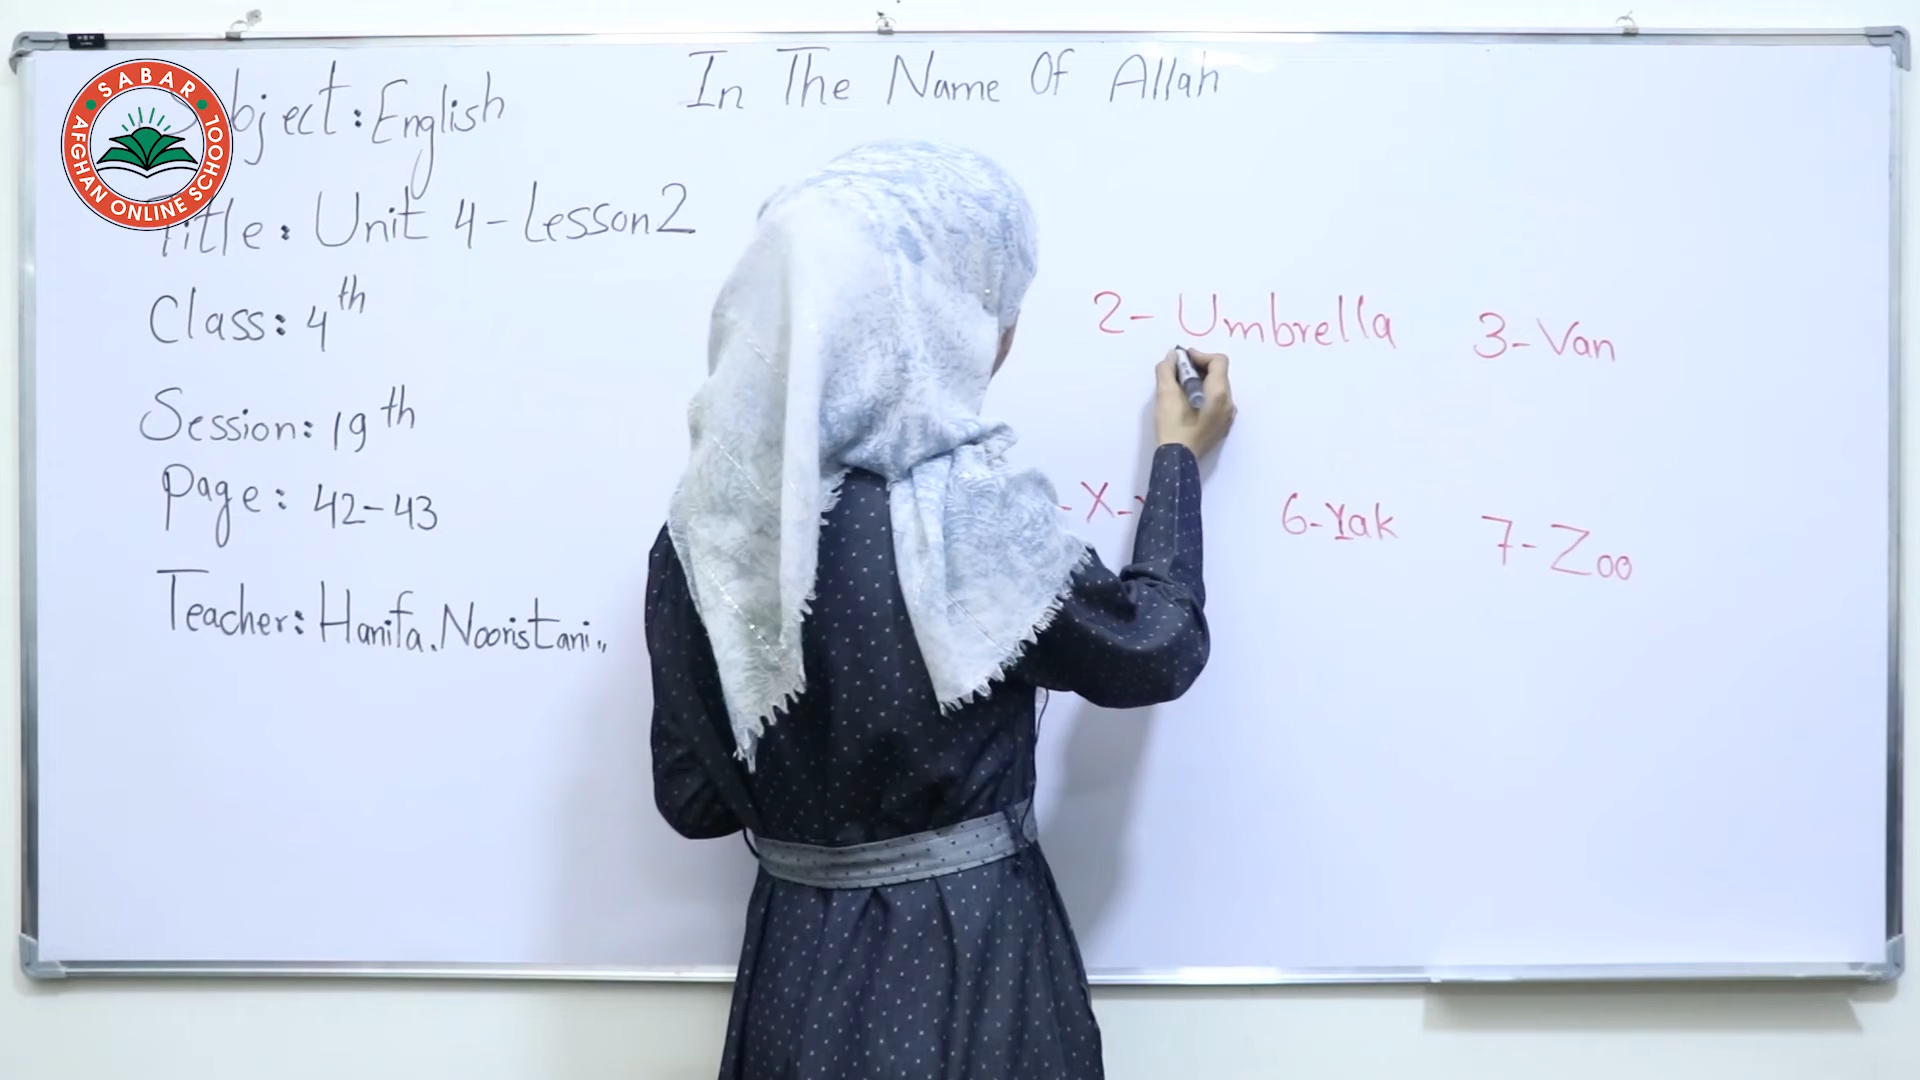 SABAR
AFGHAN ONLINE SCHOOL
In The Name Of Allah
Subject: English
Title: Unit 4-Lesson2
Class: 4th
Session: 19th
Page: 42-43
Teacher: Hanifa.Nooristani
2- Umbrella 3-Van
-X- 6-Yak 7-Zoo